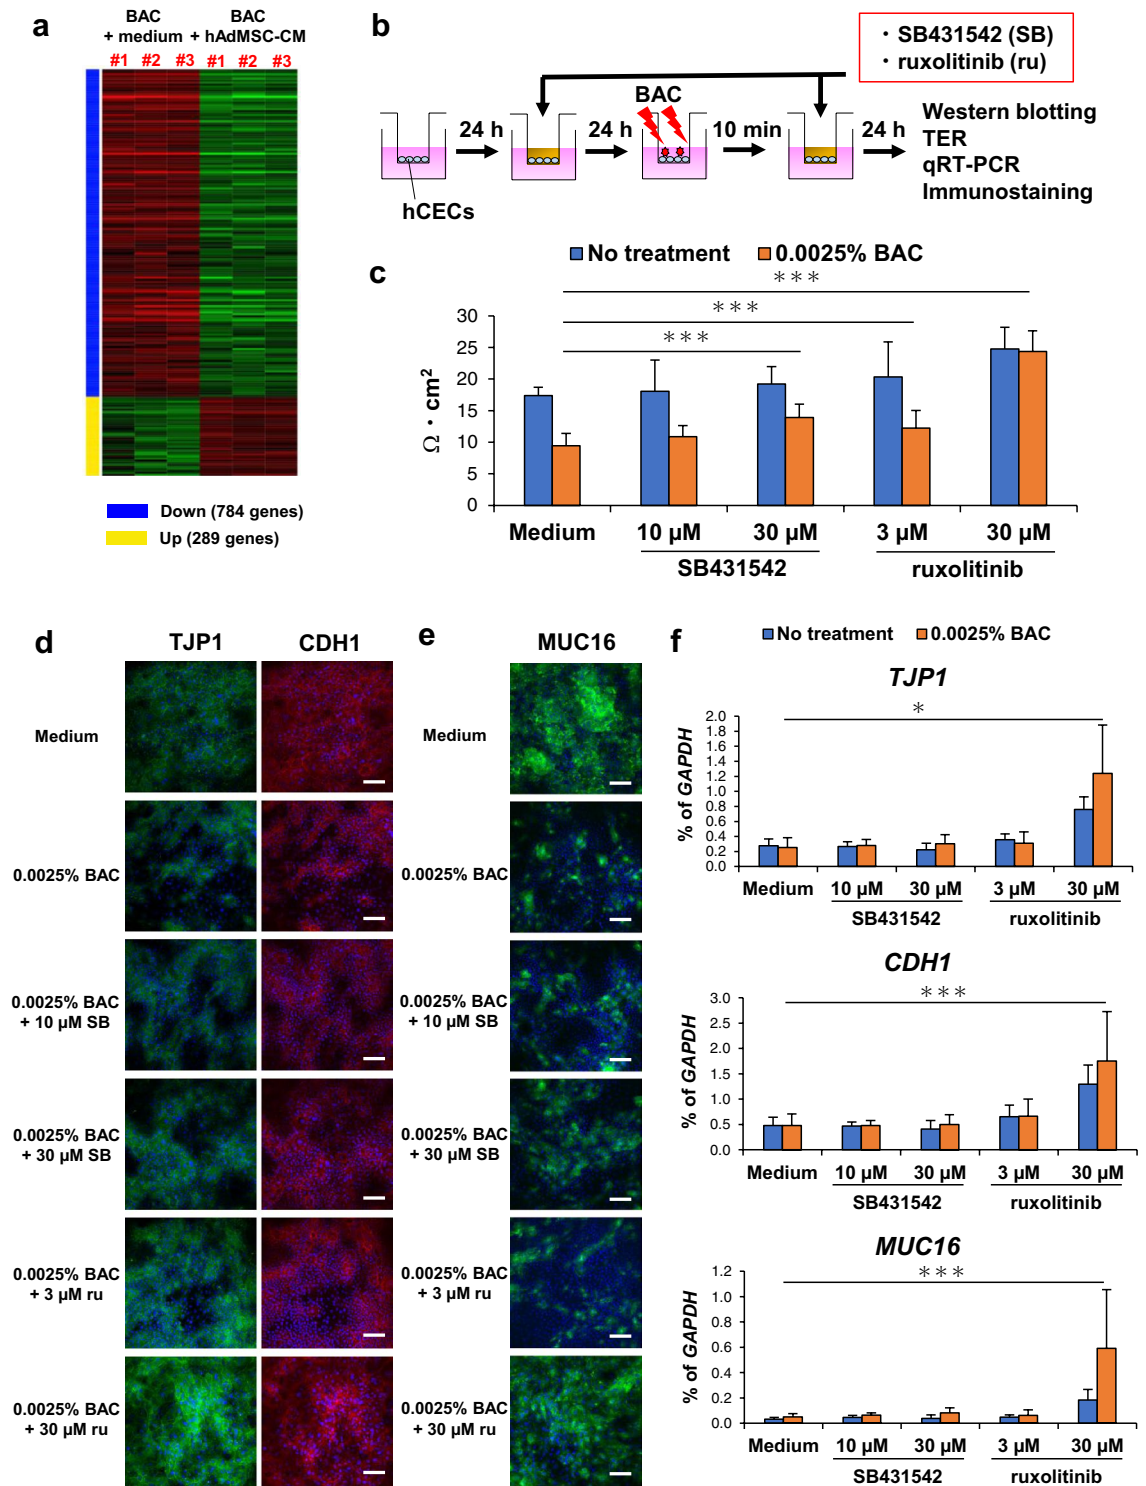 a
BAC
+ medium
BAC
+ hAdMSC-CM
#1 #2 #3 #1 #2 #3
Down (784 genes)
Up (289 genes)
b
・ SB431542 (SB)
・ ruxolitinib (ru)
BAC
24 h
24 h
10 min
24 h
hCECs
Western blotting
TER
qRT-PCR
Immunostaining
c
No treatment
0.0025% BAC
***
***
***
Ω・cm2
30
25
20
15
10
5
0
Medium
10 μM
30 μM
3 μM
30 μM
SB431542
ruxolitinib
d
TJP1
CDH1
Medium
0.0025% BAC
0.0025% BAC
+ 10 μM SB
0.0025% BAC
+ 30 μM SB
0.0025% BAC
+ 3 μM ru
0.0025% BAC
+ 30 μM ru
e
MUC16
Medium
0.0025% BAC
0.0025% BAC
+ 10 μM SB
0.0025% BAC
+ 30 μM SB
0.0025% BAC
+ 3 μM ru
0.0025% BAC
+ 30 μM ru
f
No treatment
0.0025% BAC
TJP1
*
% of GAPDH
2.0
1.8
1.6
1.4
1.2
1.0
0.8
0.6
0.4
0.2
0.0
Medium
10 μM
30 μM
3 μM
30 μM
SB431542
ruxolitinib
CDH1
***
% of GAPDH
3.0
2.5
2.0
1.5
1.0
0.5
0.0
Medium
10 μM
30 μM
3 μM
30 μM
SB431542
ruxolitinib
MUC16
***
% of GAPDH
1.2
1.0
0.8
0.6
0.4
0.2
0.0
Medium
10 μM
30 μM
3 μM
30 μM
SB431542
ruxolitinib